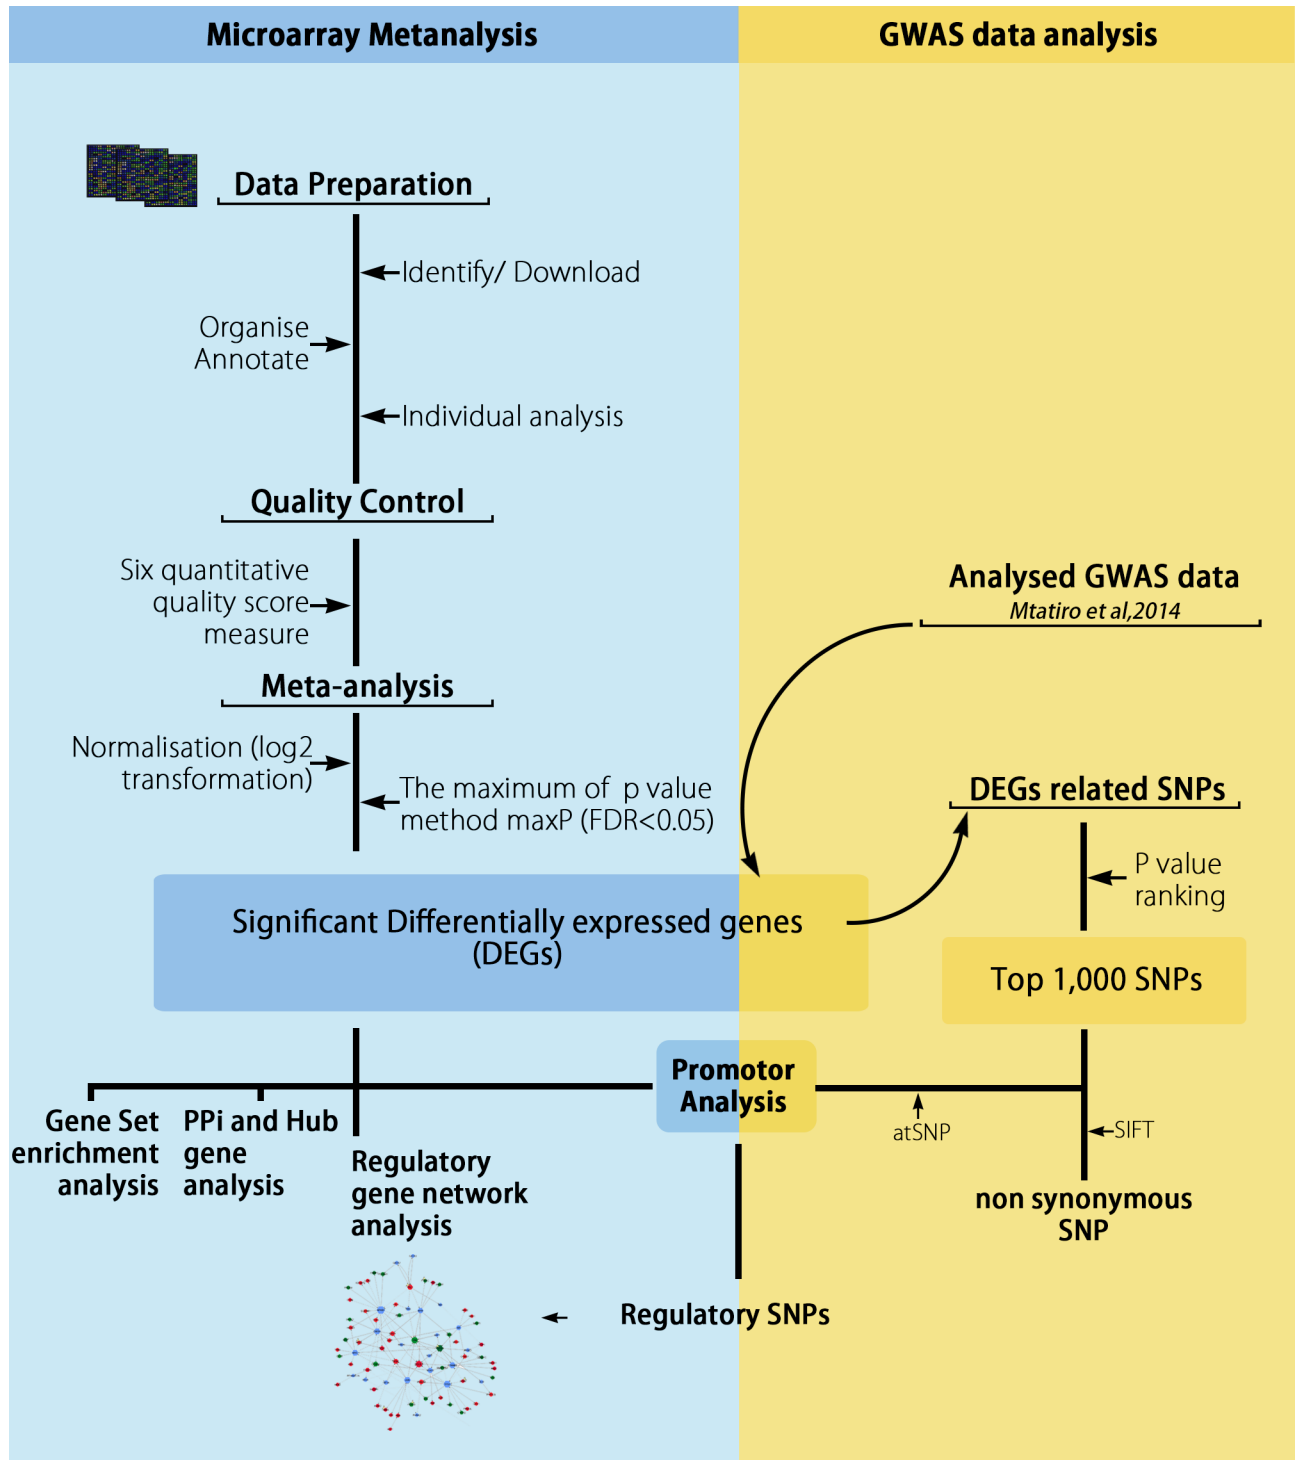 Microarray Metanalysis
GWAS data analysis
Data Preparation
Identify/ Download
Organise
Annotate
Individual analysis
Quality Control
Six quantitative
quality score
measure
Meta-analysis
Normalisation (log2
transformation)
The maximum of p value
method maxP (FDR<0.05)
Analysed GWAS data
Mtatiro et al,2014
DEGs related SNPs
P value
ranking
Significant Differentially expressed genes
(DEGs)
Top 1,000 SNPs
Promotor
Analysis
atSNP
SIFT
non synonymous
SNP
Gene Set
enrichment
analysis
PPi and Hub
gene
analysis
Regulatory
gene network
analysis
Regulatory SNPs